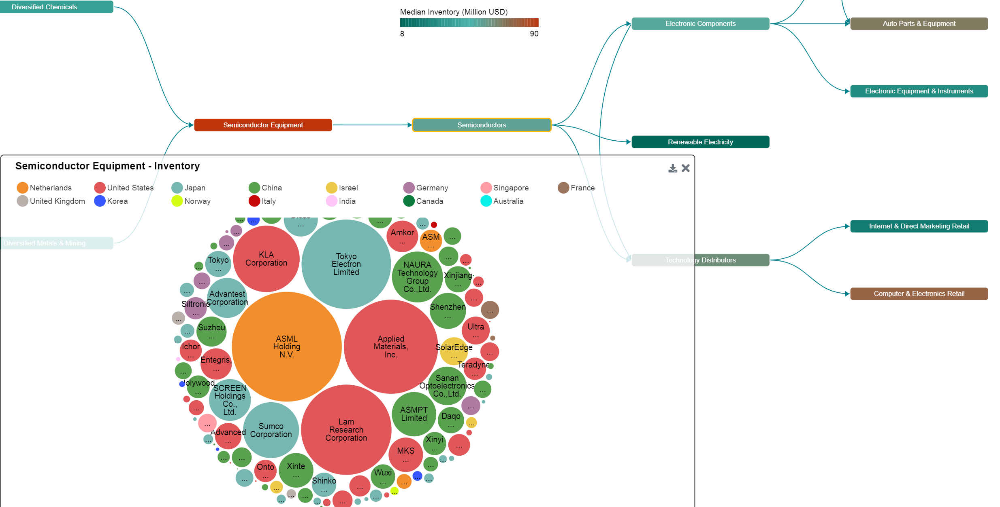 Diversified Chemicals
Median Inventory (Million USD)
8
90
Electronic Components
Auto Parts & Equipment
Electronic Equipment & Instruments
Semiconductor Equipment
Semiconductors
Renewable Electricity
Semiconductor Equipment - Inventory
Netherlands
United States
Japan
China
Israel
Germany
Singapore
France
United Kingdom
Korea
Norway
Italy
India
Canada
Australia
Diversified Metals & Mining
Internet & Direct Marketing Retail
Technology Distributors
Computer & Electronics Retail
...
...
...
...
Amkor
...
ASM
...
...
...
...
...
KLA
Corporation
Tokyo
Electron
Limited
Tokyo
...
NAURA
Technology
Group
Co.,Ltd.
...
...
...
Xinjiang
...
...
...
...
Advantest
Corporation
Siltronic
...
Shenzhen
...
...
...
...
Suzhou
...
...
...
Ultra
...
ASML
Holding
N.V.
Applied
Materials,
Inc.
Ichor
...
SolarEdge
...
...
Entegris,
...
Teradyne
...
...
Jolywood
...
Sanan
Optoelectronics
Co.,Ltd.
...
SCREEN
Holdings
Co.,
Ltd.
...
...
ASMPT
Limited
Daqo
...
...
Sumco
Corporation
Lam
Research
Corporation
...
Advanced
...
...
Xinyi
...
...
MKS
...
...
...
...
...
Onto
...
Xinte
...
Shinko
...
Wuxi
...
...
...
...
...
...
...
...
...
...
...
...
...
...